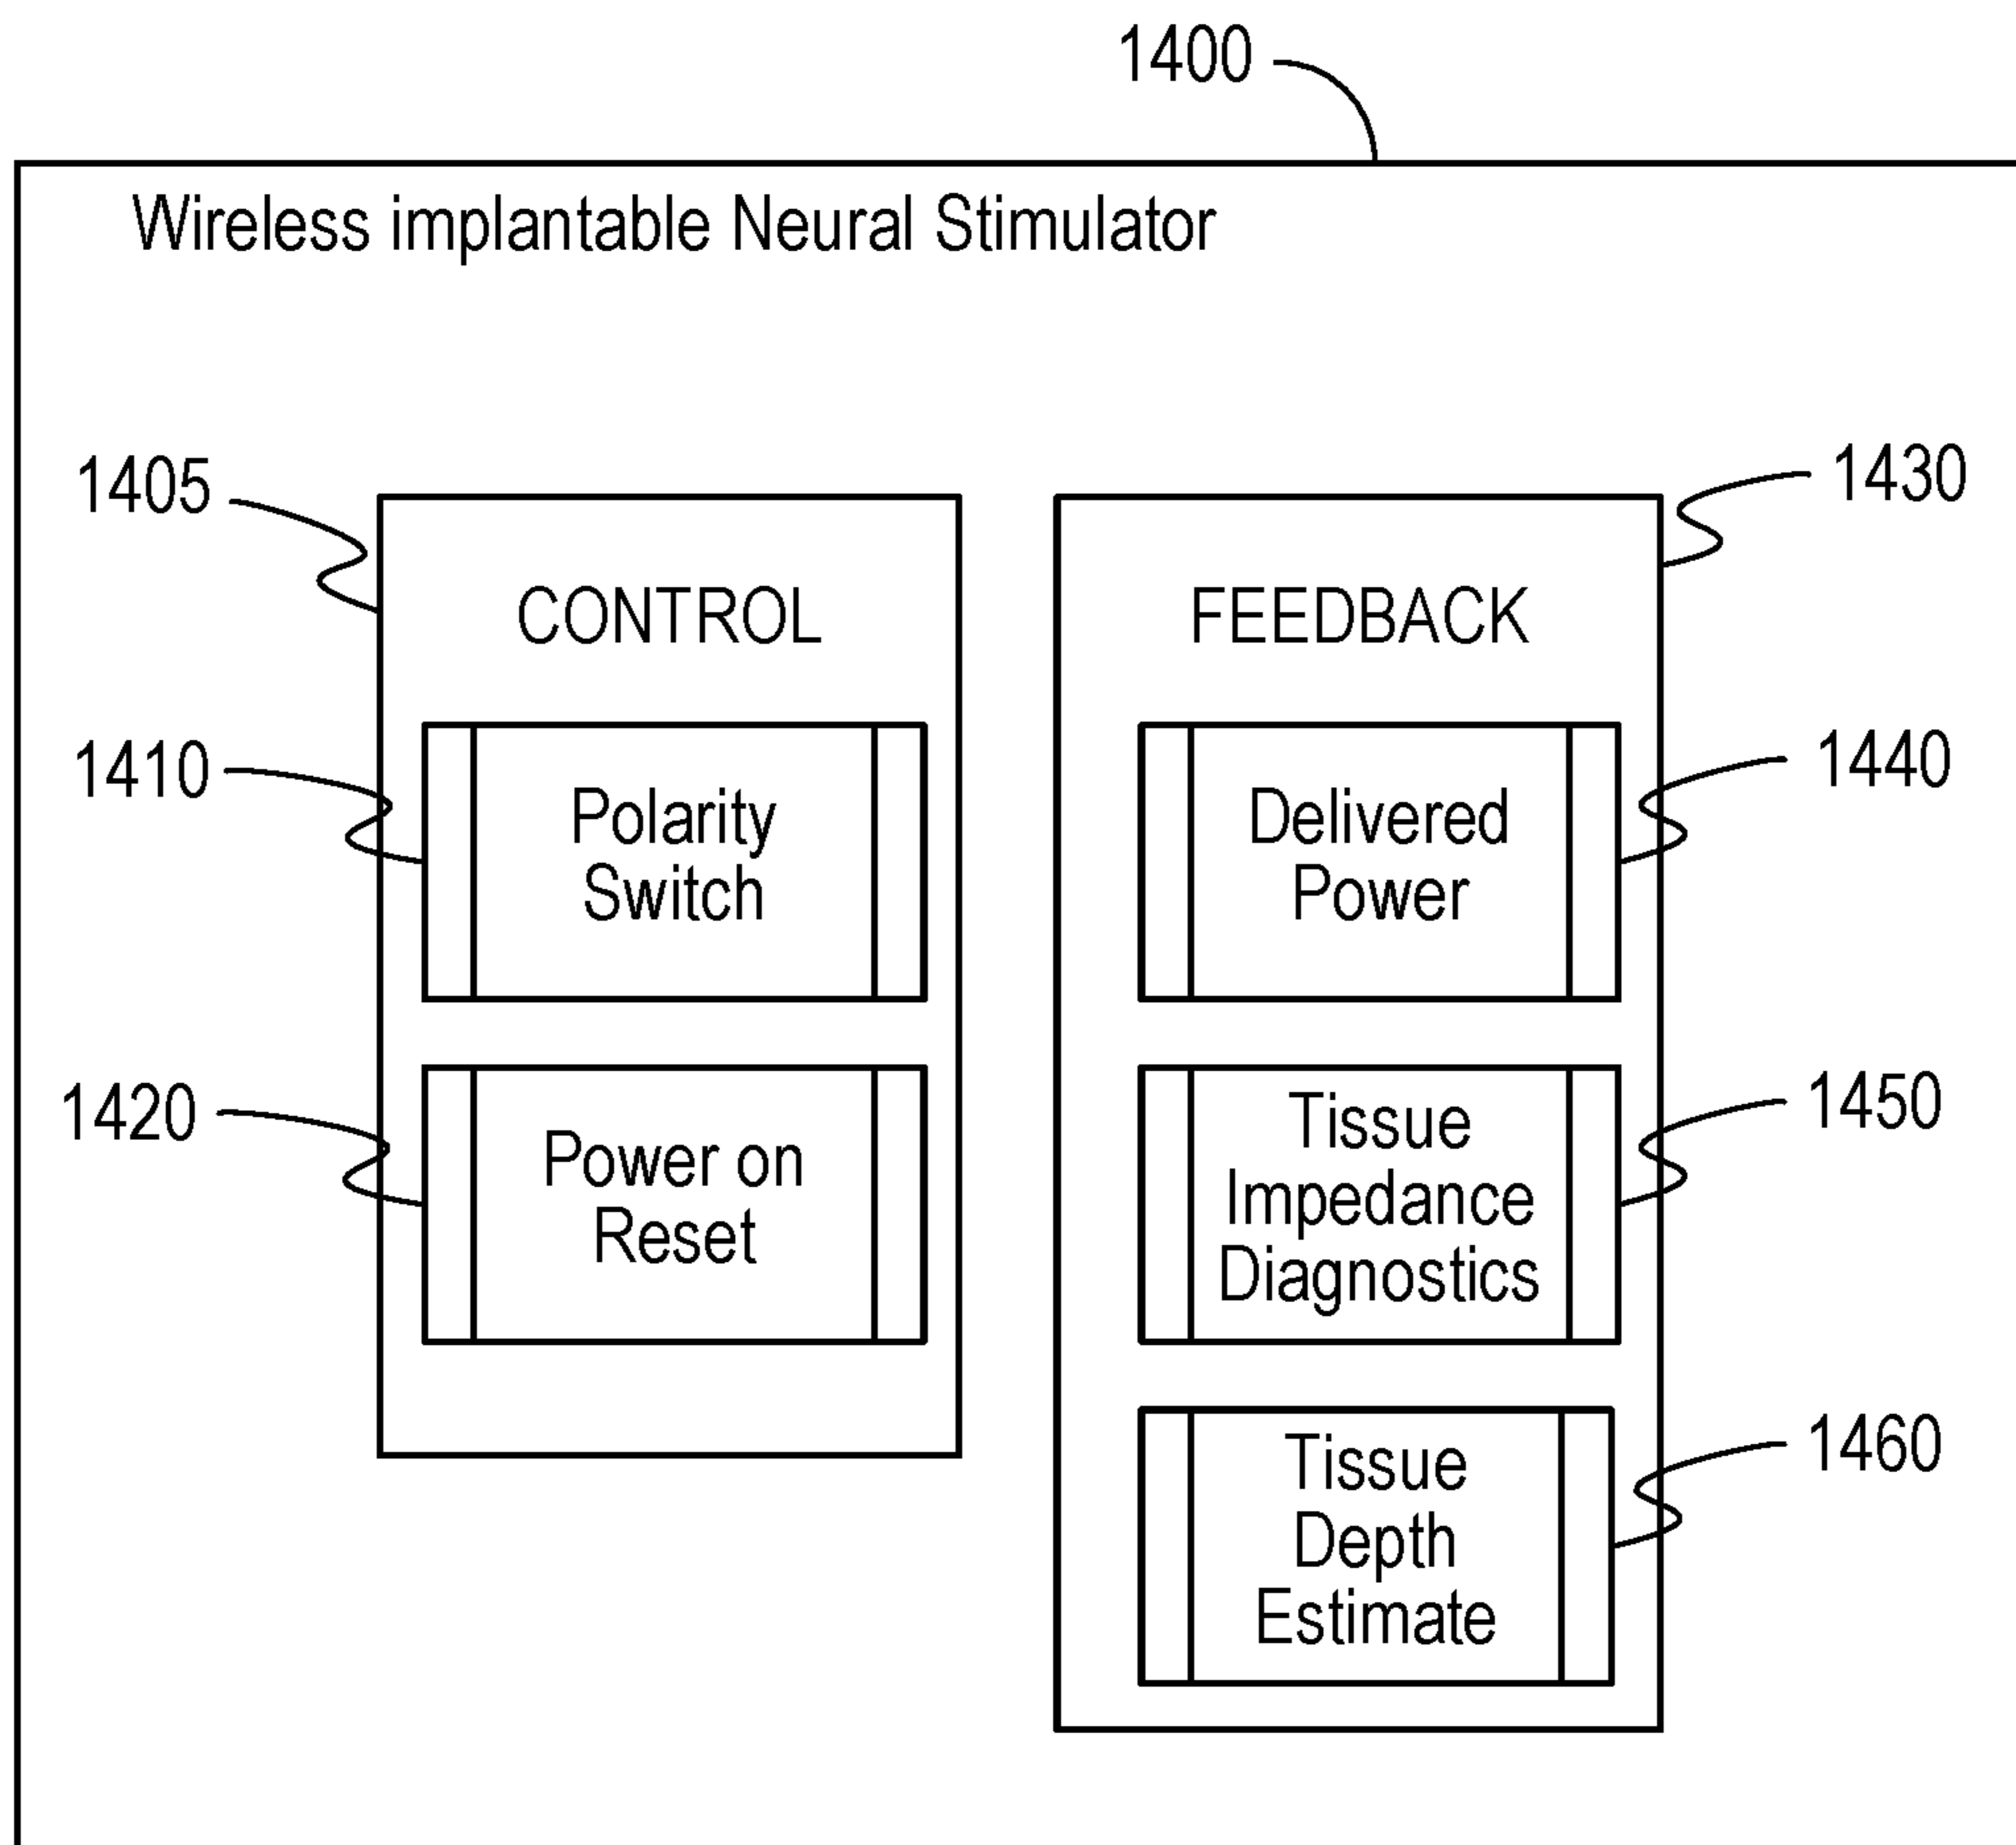 1400
Wireless implantable Neural Stimulator
1405
CONTROL
1410
Polarity
Switch
1420
Power on
Reset
1430
FEEDBACK
1440
Delivered
Power
1450
Tissue
Impedance
Diagnostics
1460
Tissue
Depth
Estimate